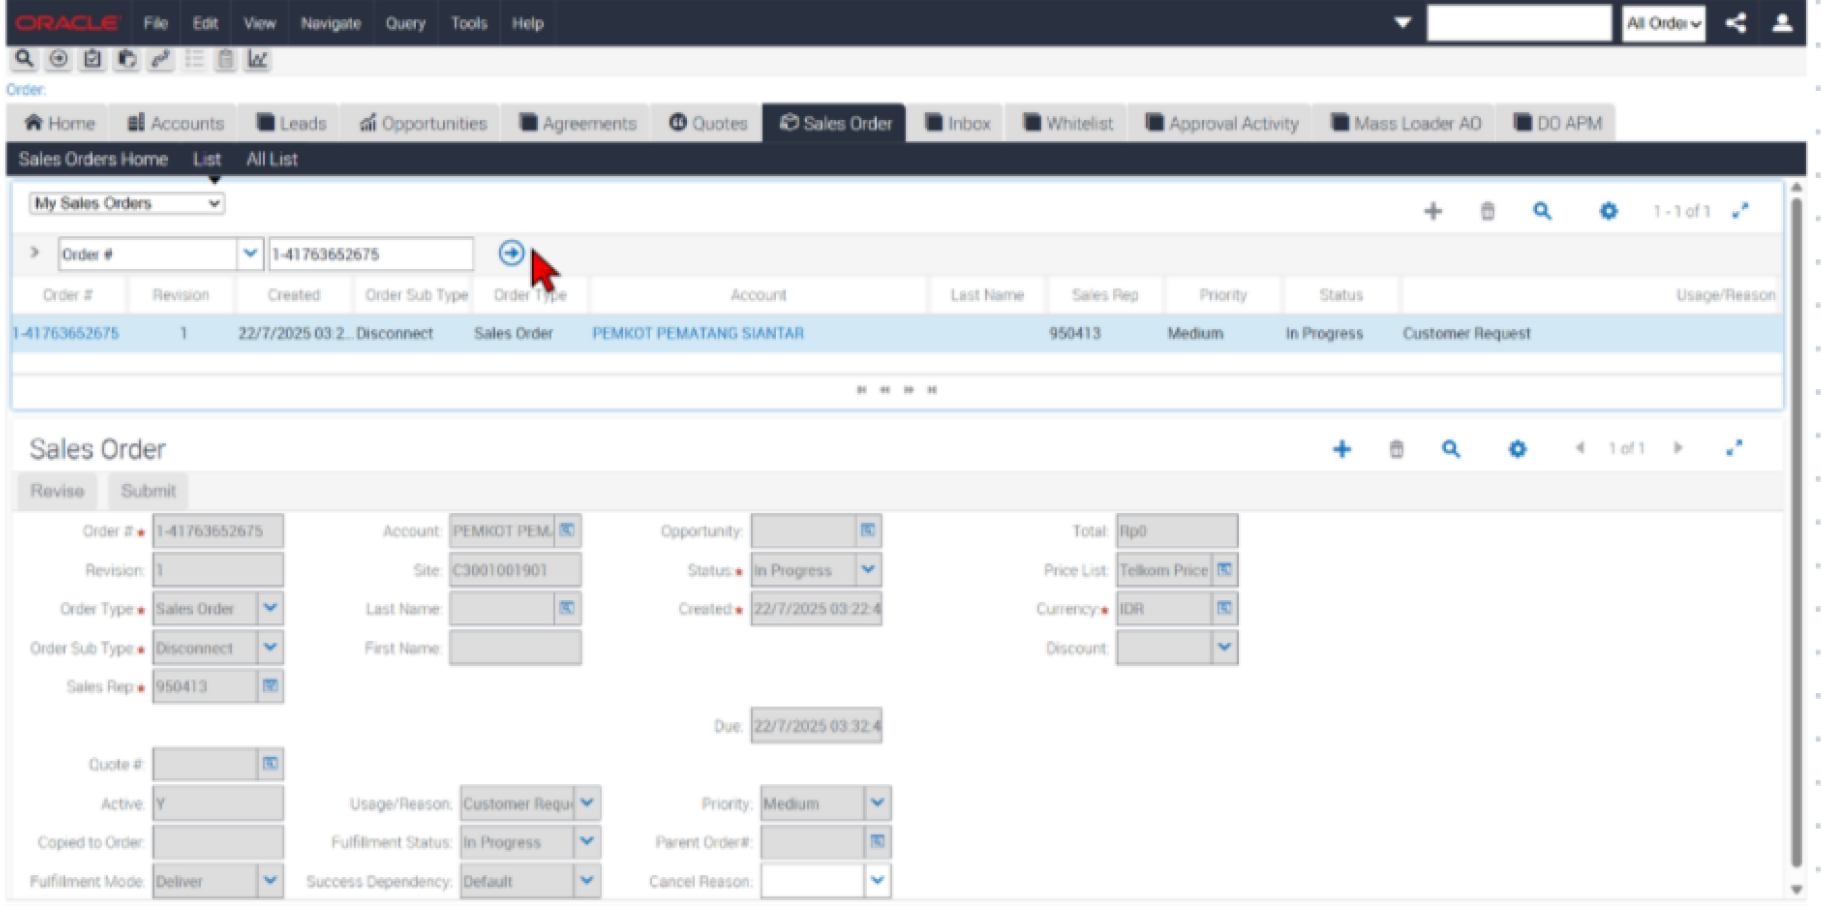 ORACLE File Edit View Navigate Query Tools Help All Order
Order:
Home Accounts Leads Opportunities Agreements Quotes Sales Order Inbox Whitelist Approval Activity Mass Loader AO DO APM
Sales Orders Home List All List
My Sales Orders 1 - 1 of 1
Order # 1-41763652675
Order # Revision Created Order Sub Type Order Type Account Last Name Sales Rep Priority Status Usage/Reason
1-41763652675 1 22/7/2025 03:2... Disconnect Sales Order PEMKOT PEMATANG SIANTAR 950413 Medium In Progress Customer Request
Sales Order 1 of 1
Revise Submit
Order #: 1-41763652675 Account: PEMKOT PEM Opportunity: Total: Rp0
Revision: 1 Site: C3001001901 Status: In Progress Price List: Telkom Price
Order Type: Sales Order Last Name: Created: 22/7/2025 03:22:4 Currency: IDR
Order Sub Type: Disconnect First Name: Discount:
Sales Rep: 950413
Due: 22/7/2025 03:32:4
Quote #:
Active: Y Usage/Reason: Customer Requ Priority: Medium
Copied to Order: Fulfillment Status: In Progress Parent Order#:
Fulfillment Mode: Deliver Success Dependency: Default Cancel Reason: